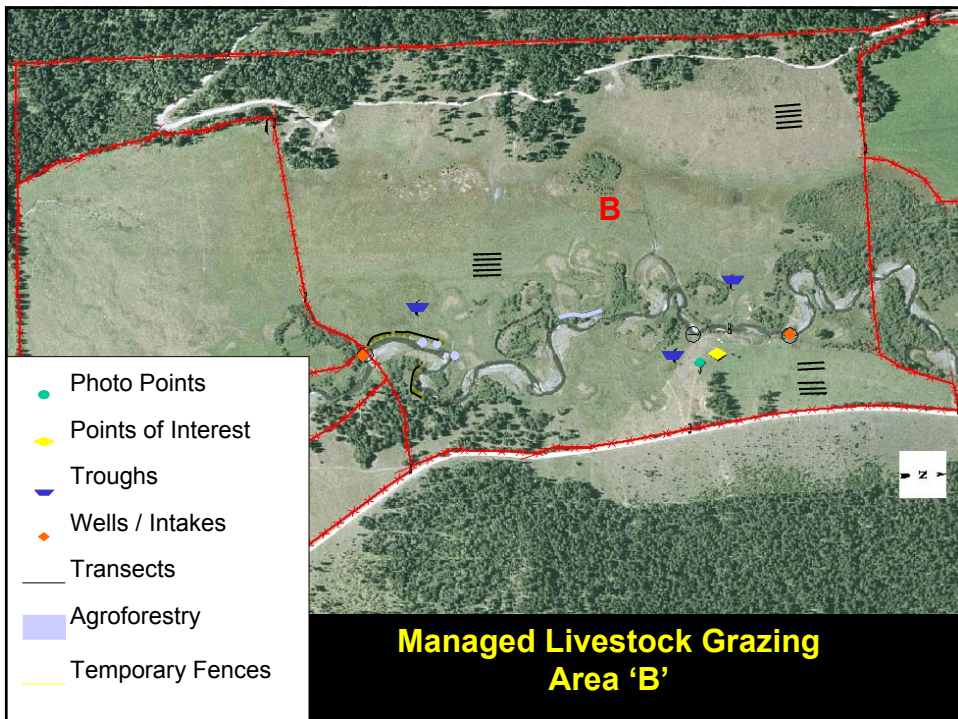 B
Photo Points
Points of Interest
Troughs
Wells / Intakes
Transects
Agroforestry
Temporary Fences
N
Managed Livestock Grazing
Area ‘B’